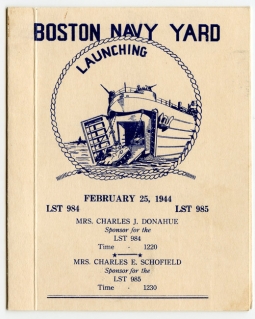 BOSTON NAVY YARD
LAUNCHING
FEBRUARY 25, 1944
LST 984 LST 985
MRS. CHARLES J. DONAHUE
Sponsor for the
LST 984
Time - 1220
MRS. CHARLES E. SCHOFIELD
Sponsor for the
LST 985
Time - 1230